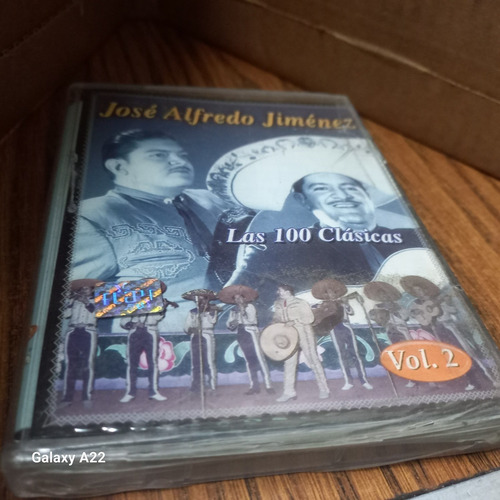 José Alfredo Jiménez
Las 100 Clásicas
Vol. 2
Galaxy A22